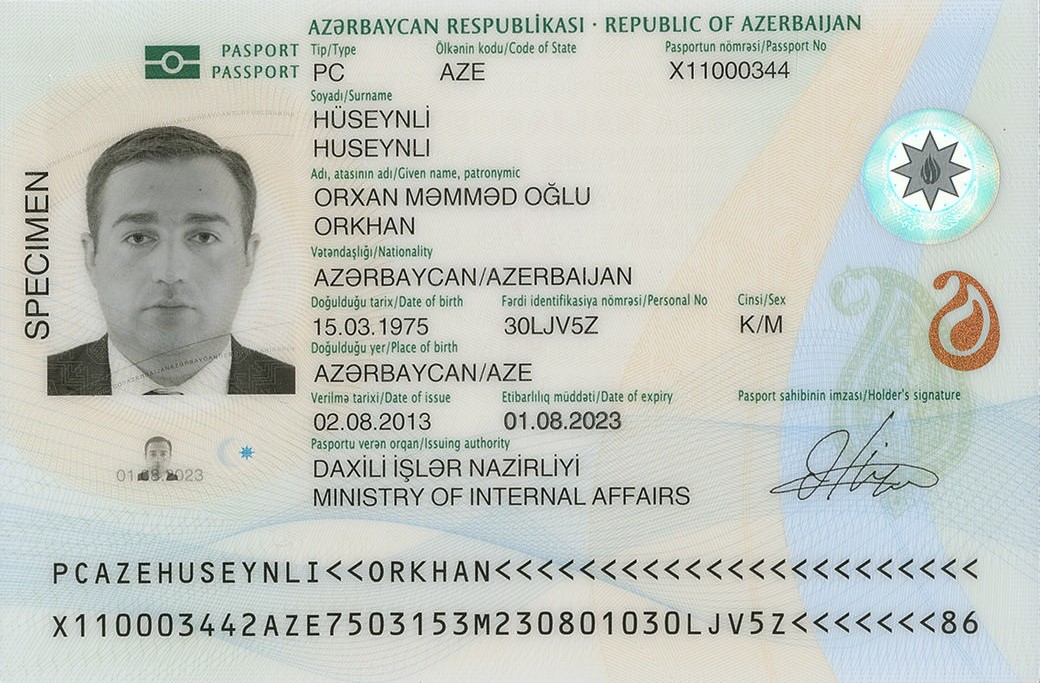 AZƏRBAYCAN RESPUBLİKASI · REPUBLIC OF AZERBAIJAN
PASPORT
PASSPORT
Tip/Type
Ölkənin kodu/Code of State
Pasportun nömrəsi/Passport No
PC
AZE
X11000344
Soyadı/Surname
HÜSEYNLİ
HUSEYNLI
Adı, atasının adı/Given name, patronymic
ORXAN MƏMMƏD OĞLU
ORKHAN
Vətəndaşlığı/Nationality
AZƏRBAYCAN/AZERBAIJAN
Doğulduğu tarix/Date of birth
Fərdi identifikasiya nömrəsi/Personal No
Cinsi/Sex
15.03.1975
30LJV5Z
K/M
Doğulduğu yer/Place of birth
AZƏRBAYCAN/AZE
Verilmə tarixi/Date of issue
Etibarlılıq müddəti/Date of expiry
Pasport sahibinin imzası/Holder's signature
02.08.2013
01.08.2023
Pasportu verən orqan/Issuing authority
DAXİLİ İŞLƏR NAZİRLİYİ
MINISTRY OF INTERNAL AFFAIRS
SPECIMEN
01.08.2023
PCAZEHUSEYNLI<<ORKHAN<<<<<<<<<<<<<<<<<<<<<<<
X110003442AZE7503153M230801030LJV5Z<<<<<<<86